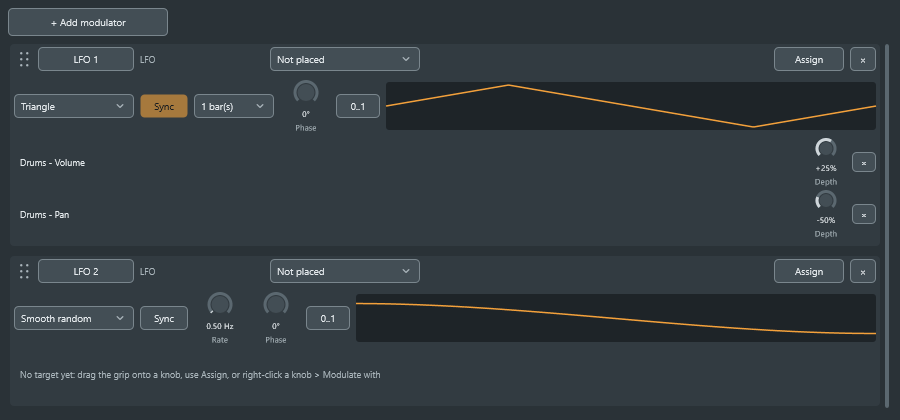 + Add modulator
LFO 1 LFO Not placed Assign ×
Triangle Sync 1 bar(s) 0° Phase 0..1
Drums - Volume +25% Depth ×
Drums - Pan -50% Depth ×
LFO 2 LFO Not placed Assign ×
Smooth random Sync 0.50 Hz Rate 0° Phase 0..1
No target yet: drag the grip onto a knob, use Assign, or right-click a knob > Modulate with